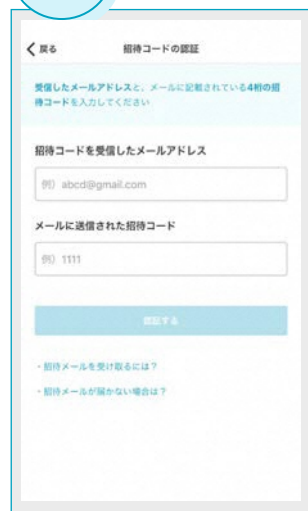 戻る 招待コードの認証
受信したメールアドレスと、メールに記載されている4桁の招
待コードを入力してください
招待コードを受信したメールアドレス
例）abcd@gmail.com
メールに送信された招待コード
例）1111
認証する
・招待メールを受け取るには？
・招待メールが届かない場合は？